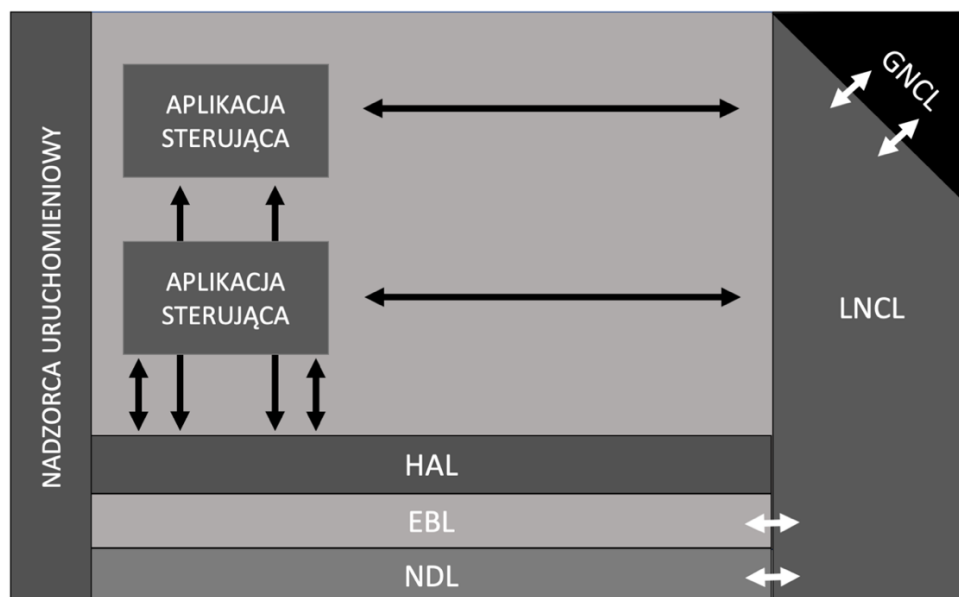 NADZORCA URUCHOMIENIOWY
APLIKACJA
STERUJĄCA
GNCL
APLIKACJA
STERUJĄCA
LNCL
HAL
EBL
NDL